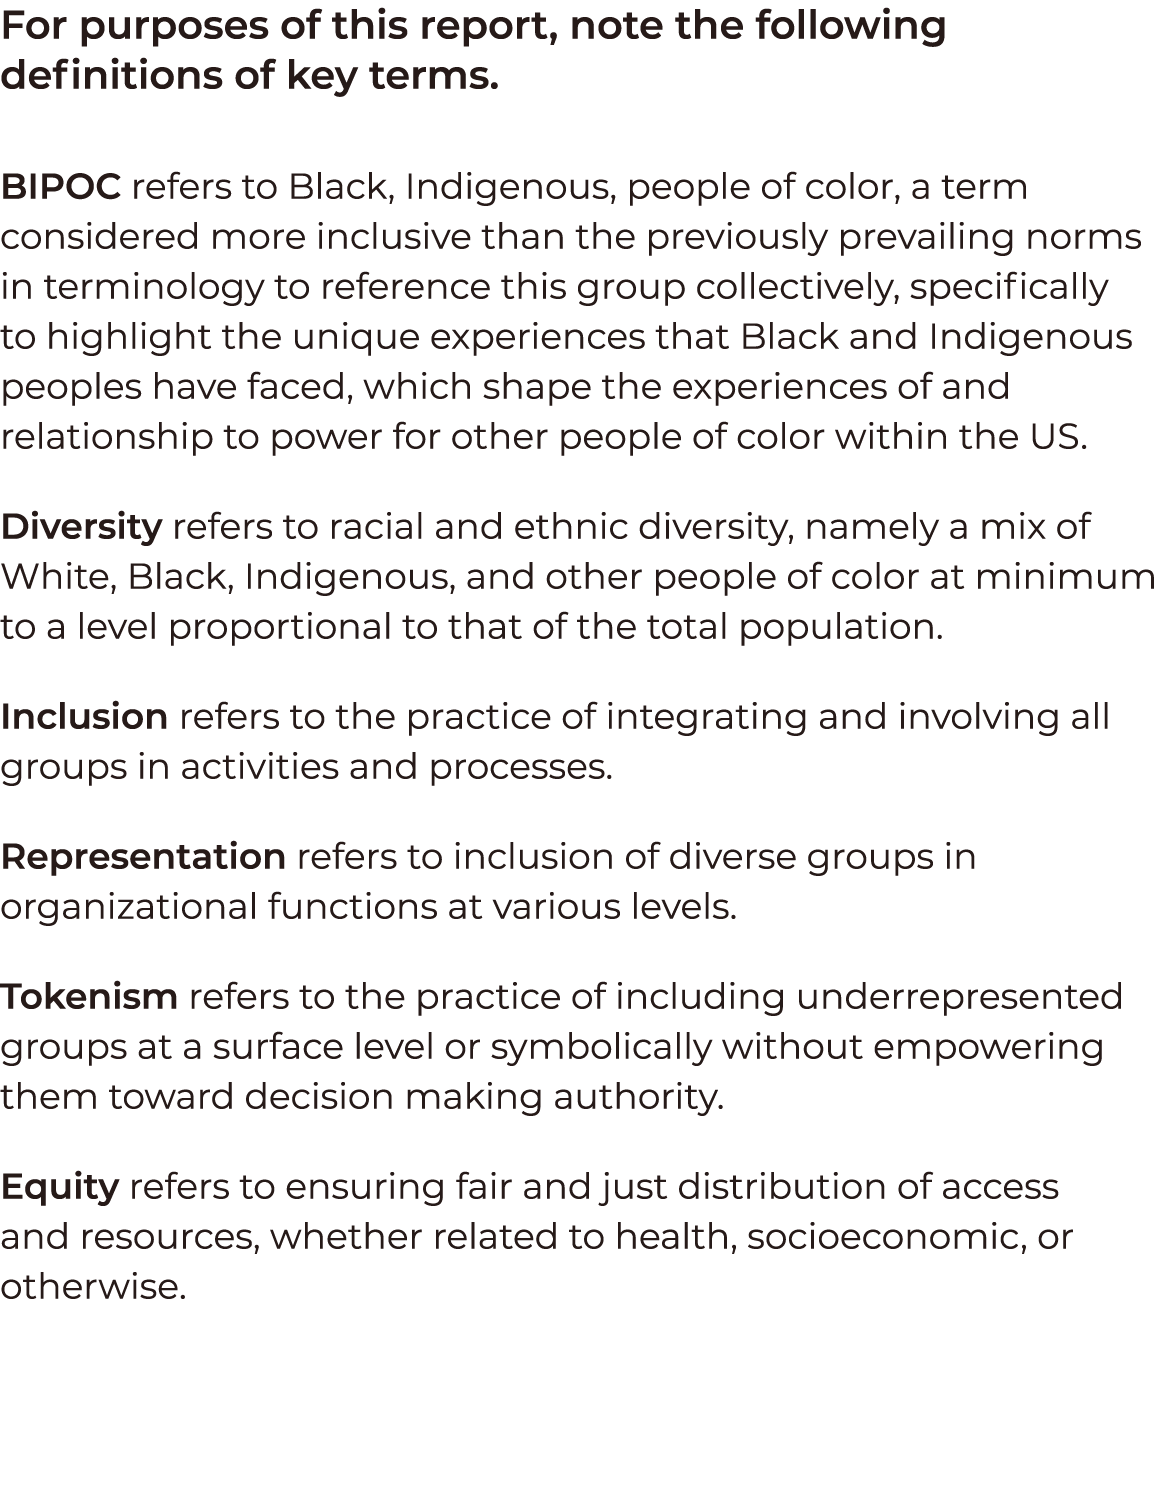 For purposes of this report, note the following
definitions of key terms.
BIPOC refers to Black, Indigenous, people of color, a term
considered more inclusive than the previously prevailing norms
in terminology to reference this group collectively, specifically
to highlight the unique experiences that Black and Indigenous
peoples have faced, which shape the experiences of and
relationship to power for other people of color within the US.
Diversity refers to racial and ethnic diversity, namely a mix of
White, Black, Indigenous, and other people of color at minimum
to a level proportional to that of the total population.
Inclusion refers to the practice of integrating and involving all
groups in activities and processes.
Representation refers to inclusion of diverse groups in
organizational functions at various levels.
Tokenism refers to the practice of including underrepresented
groups at a surface level or symbolically without empowering
them toward decision making authority.
Equity refers to ensuring fair and just distribution of access
and resources, whether related to health, socioeconomic, or
otherwise.